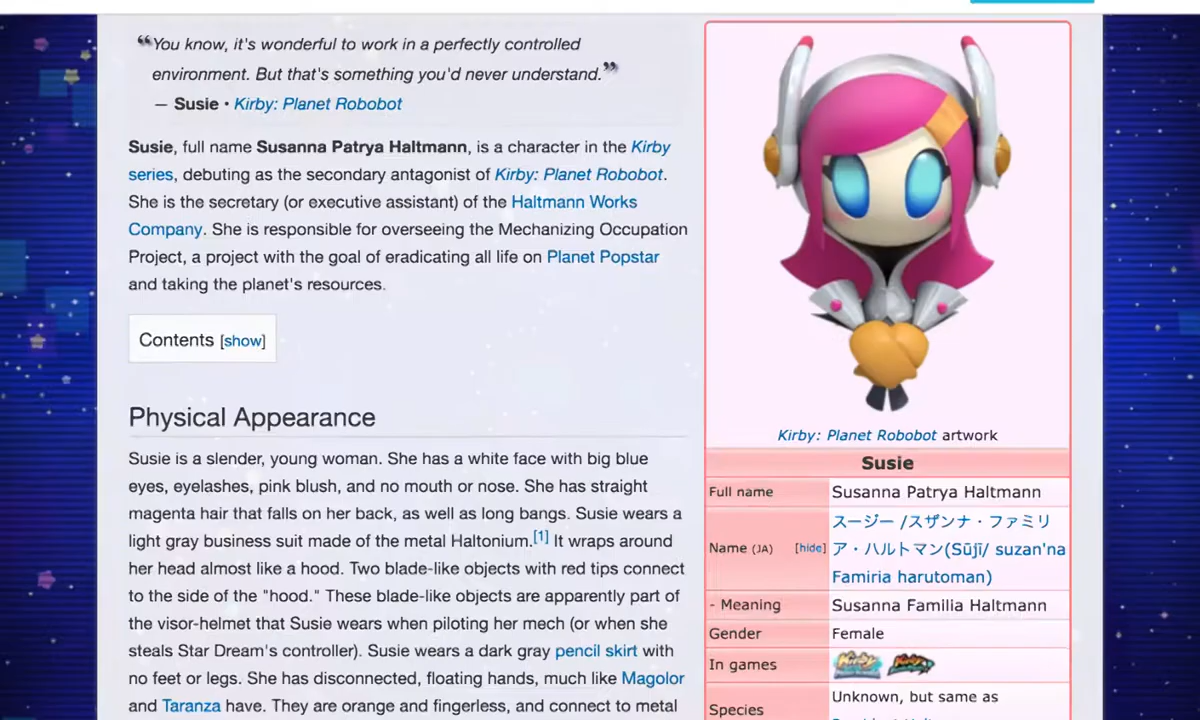 “You know, it's wonderful to work in a perfectly controlled
environment. But that's something you'd never understand.”
— Susie • Kirby: Planet Robobot
Susie, full name Susanna Patrya Haltmann, is a character in the Kirby
series, debuting as the secondary antagonist of Kirby: Planet Robobot.
She is the secretary (or executive assistant) of the Haltmann Works
Company. She is responsible for overseeing the Mechanizing Occupation
Project, a project with the goal of eradicating all life on Planet Popstar
and taking the planet's resources.
Contents [show]
Physical Appearance
Susie is a slender, young woman. She has a white face with big blue
eyes, eyelashes, pink blush, and no mouth or nose. She has straight
magenta hair that falls on her back, as well as long bangs. Susie wears a
light gray business suit made of the metal Haltonium.[1] It wraps around
her head almost like a hood. Two blade-like objects with red tips connect
to the side of the "hood." These blade-like objects are apparently part of
the visor-helmet that Susie wears when piloting her mech (or when she
steals Star Dream's controller). Susie wears a dark gray pencil skirt with
no feet or legs. She has disconnected, floating hands, much like Magolor
and Taranza have. They are orange and fingerless, and connect to metal
Kirby: Planet Robobot artwork
Susie
Full name Susanna Patrya Haltmann
Name (JA) [hide] スージー /スザンナ・ファミリ
ア・ハルトマン(Sūjī/ suzan'na
Famiria harutoman)
- Meaning Susanna Familia Haltmann
Gender Female
In games
Species Unknown, but same as